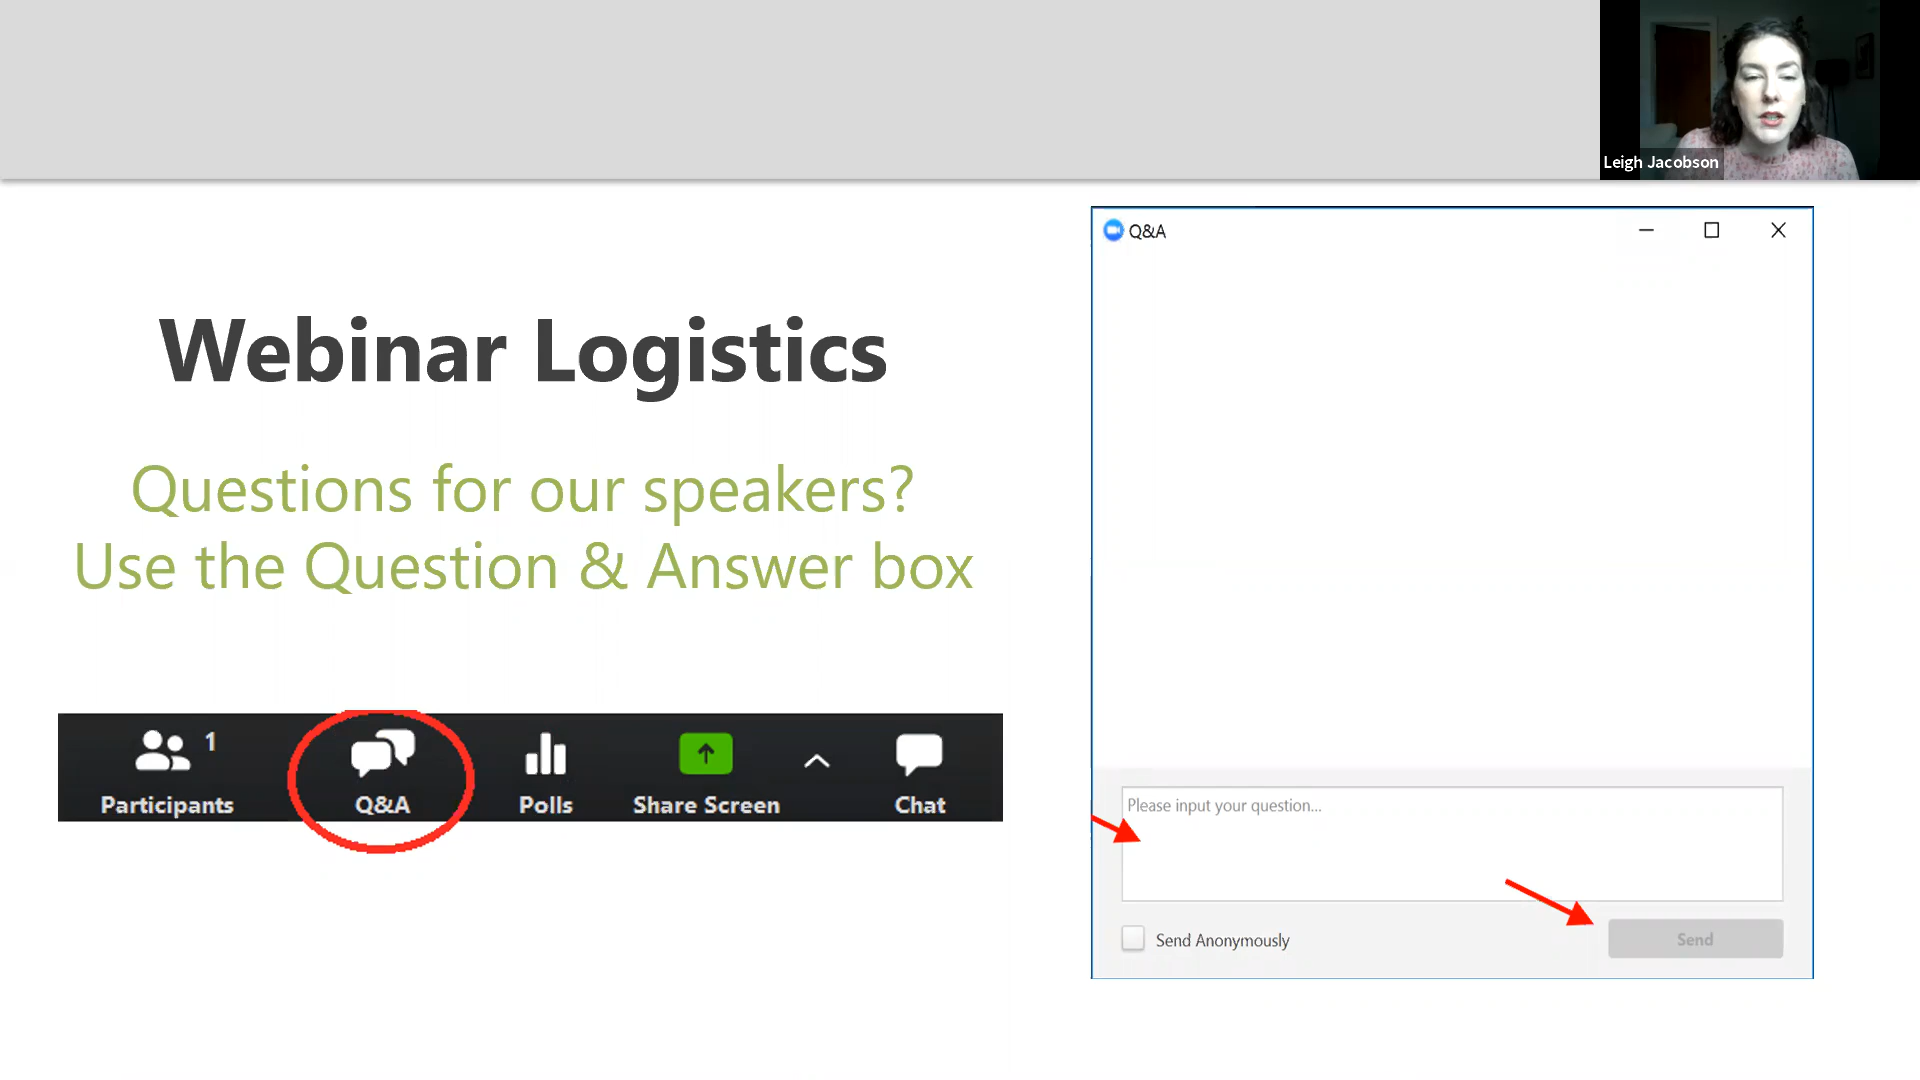 Leigh Jacobson
Webinar Logistics
Questions for our speakers?
Use the Question & Answer box
1
Participants
Q&A
Polls
Share Screen
Chat
Q&A
Please input your question...
Send Anonymously
Send